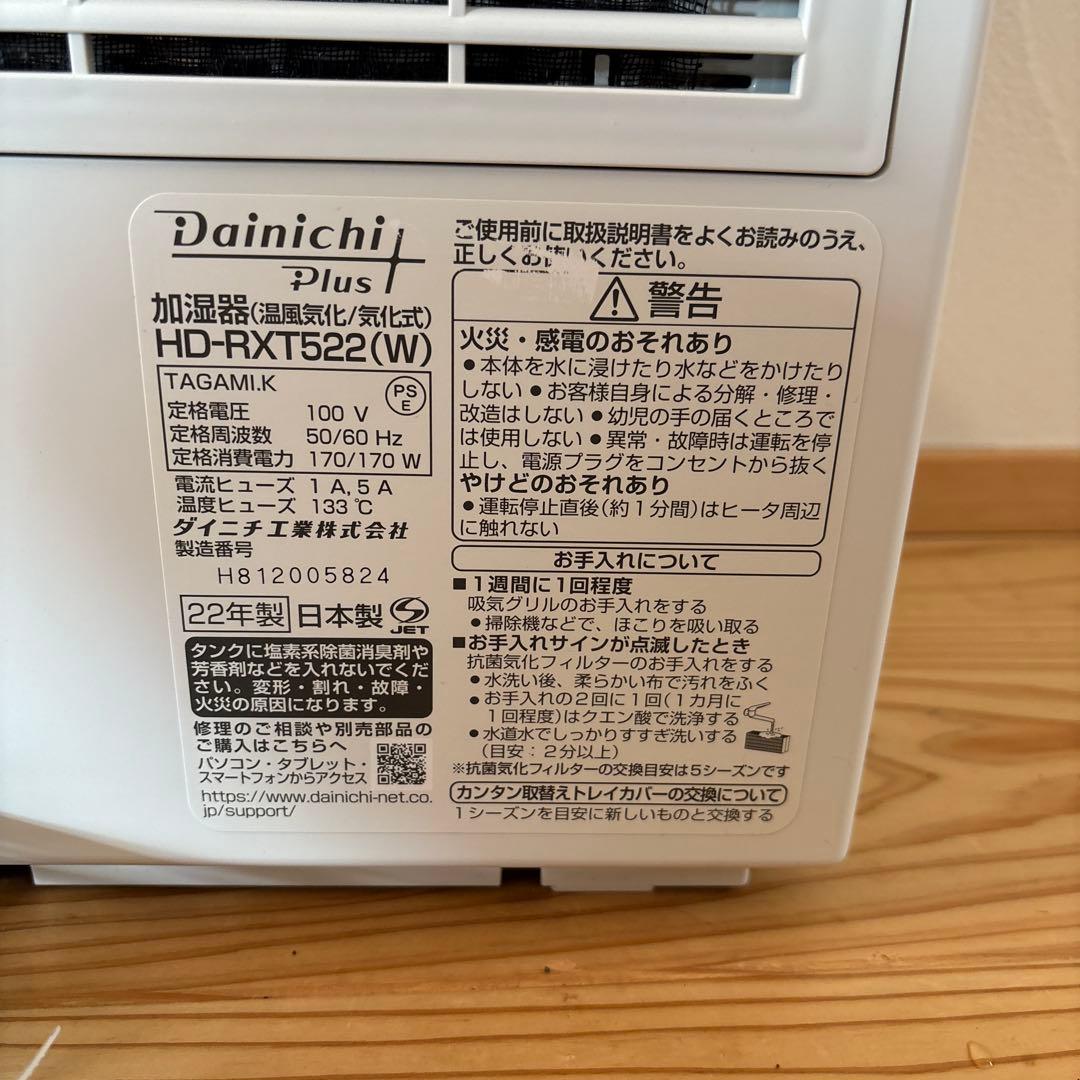 Dainichi
Plus
加湿器(温風気化/気化式)
HD-RXT522(W)
TAGAMI.K
PS
E
定格電圧 100 V
定格周波数 50/60 Hz
定格消費電力 170/170 W
電流ヒューズ 1 A, 5 A
温度ヒューズ 133 ℃
ダイニチ工業株式会社
製造番号
H812005824
22年製 日本製 JET
タンクに塩素系除菌消臭剤や
芳香剤などを入れないでくだ
さい。変形・割れ・故障・
火災の原因になります。
修理のご相談や別売部品の
ご購入はこちらへ
パソコン・タブレット・
スマートフォンからアクセス
https://www.dainichi-net.co.
jp/support/
ご使用前に取扱説明書をよくお読みのうえ、
正しくお使いください。
警告
火災・感電のおそれあり
●本体を水に浸けたり水などをかけたり
しない ●お客様自身による分解・修理・
改造はしない ●幼児の手の届くところで
は使用しない ●異常・故障時は運転を停
止し、電源プラグをコンセントから抜く
やけどのおそれあり
●運転停止直後(約1分間)はヒータ周辺
に触れない
お手入れについて
■1週間に1回程度
吸気グリルのお手入れをする
●掃除機などで、ほこりを吸い取る
■お手入れサインが点滅したとき
抗菌気化フィルターのお手入れをする
●水洗い後、柔らかい布で汚れをふく
●お手入れの2回に1回(1カ月に
1回程度)はクエン酸で洗浄する
●水道水でしっかりすすぎ洗いする
(目安:2分以上)
※抗菌気化フィルターの交換目安は5シーズンです
カンタン取替えトレイカバーの交換について
1シーズンを目安に新しいものと交換する